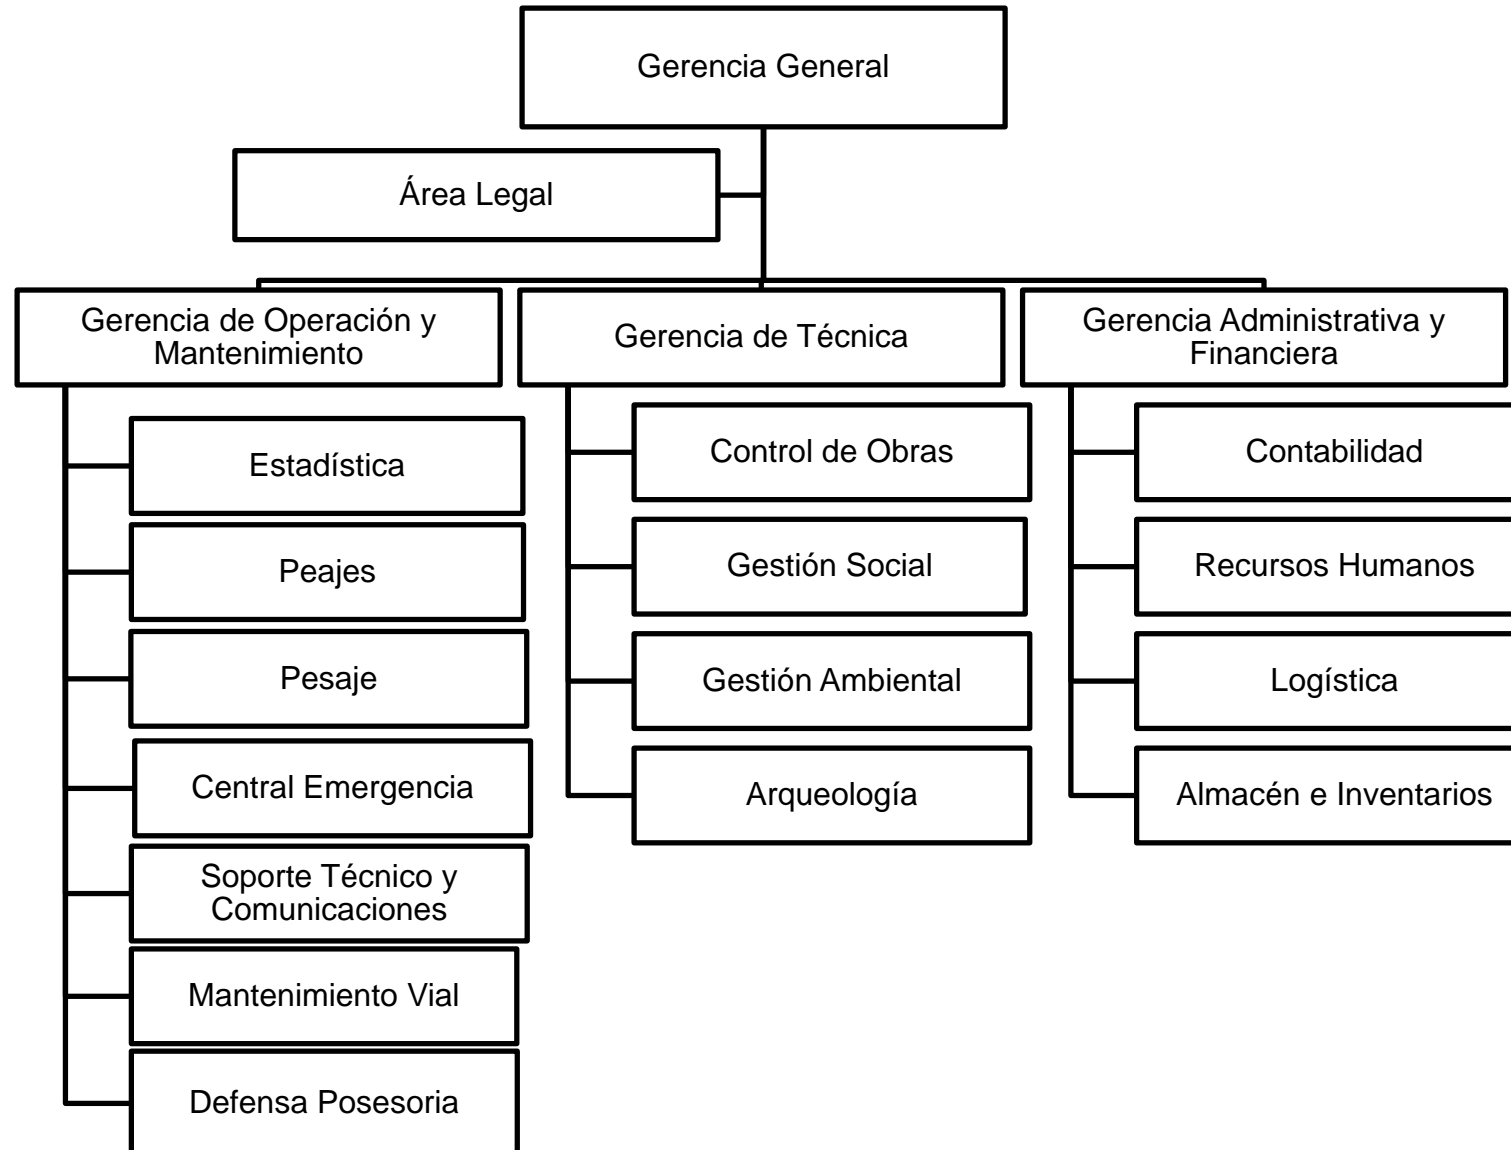 Gerencia General
Área Legal
Gerencia de Operación y
Mantenimiento
Gerencia de Técnica
Gerencia Administrativa y
Financiera
Estadística
Peajes
Pesaje
Central Emergencia
Soporte Técnico y
Comunicaciones
Mantenimiento Vial
Defensa Posesoria
Control de Obras
Gestión Social
Gestión Ambiental
Arqueología
Contabilidad
Recursos Humanos
Logística
Almacén e Inventarios